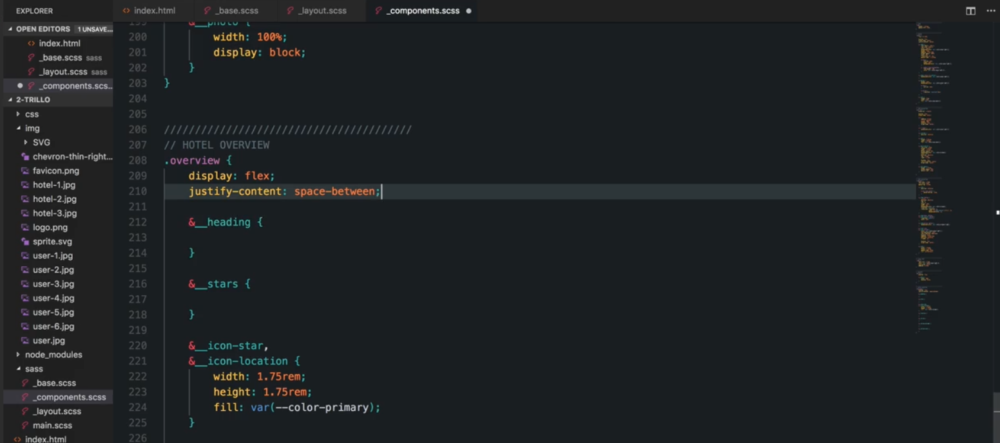 EXPLORER
OPEN EDITORS 1 UNSAVE...
index.html
_base.scss sass
_layout.scss sass
_components.scs...
2-TRILLO
css
img
SVG
chevron-thin-right...
favicon.png
hotel-1.jpg
hotel-2.jpg
hotel-3.jpg
logo.png
sprite.svg
user-1.jpg
user-2.jpg
user-3.jpg
user-4.jpg
user-5.jpg
user-6.jpg
user.jpg
node_modules
sass
_base.scss
_components.scss
_layout.scss
main.scss
index.html
index.html _base.scss _layout.scss _components.scss
199 &__photo {
200 width: 100%;
201 display: block;
202 }
203 }
204
205
206 ////////////////////////////////////////
207 // HOTEL OVERVIEW
208 .overview {
209 display: flex;
210 justify-content: space-between;
211
212 &__heading {
213
214 }
215
216 &__stars {
217
218 }
219
220 &__icon-star,
221 &__icon-location {
222 width: 1.75rem;
223 height: 1.75rem;
224 fill: var(--color-primary);
225 }
226